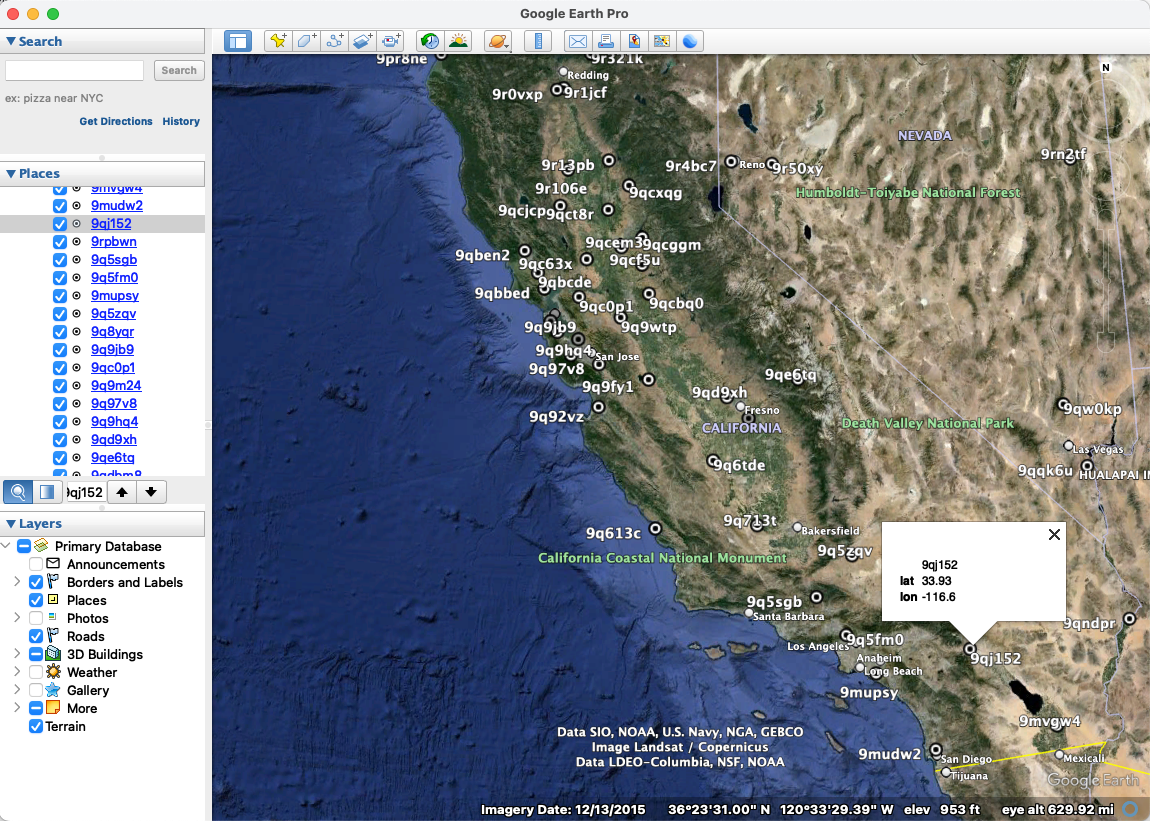 Google Earth Pro
Search
Search
ex: pizza near NYC
Get Directions History
Places
9mvgw4
9mudw2
9qj152
9rpbwn
9q5sgb
9q5fm0
9mupsy
9q5zqv
9q8yqr
9q9jb9
9qc0p1
9q9m24
9q97v8
9q9hq4
9qd9xh
9qe6tq
9qdbm8
9qj152
Layers
Primary Database
Announcements
Borders and Labels
Places
Photos
Roads
3D Buildings
Weather
Gallery
More
Terrain
N
9pr8ne
9r321k
Redding
9r0vxp
9r1jcf
NEVADA
9r13pb
9r4bc7
Reno
9r50xy
9rn2tf
9r106e
9qcxqg
Humboldt-Toiyabe National Forest
9qcjcp
9qct8r
9qcem3
9qcggm
9qben2
9qc63x
9qcf5u
9qbcde
9qbbed
9qc0p1
9qcbq0
9q9jb9
9q9wtp
9q9hq4
San Jose
9q97v8
9q9fy1
9qe6tq
9qd9xh
Fresno
9q92vz
CALIFORNIA
Death Valley National Park
9qw0kp
Las Vegas
9q6tde
9qqk6u
HUALAPAI IN
9q713t
9q613c
Bakersfield
9q5zqv
California Coastal National Monument
9qj152
lat 33.93
lon -116.6
9q5sgb
Santa Barbara
9qndpr
Los Angeles
9q5fm0
9qj152
Anaheim
Long Beach
9mupsy
9mvgw4
Data SIO, NOAA, U.S. Navy, NGA, GEBCO
Image Landsat / Copernicus
Data LDEO-Columbia, NSF, NOAA
9mudw2
San Diego
Mexicali
Tijuana
Google Earth
Imagery Date: 12/13/2015 36°23'31.00" N 120°33'29.39" W elev 953 ft eye alt 629.92 mi